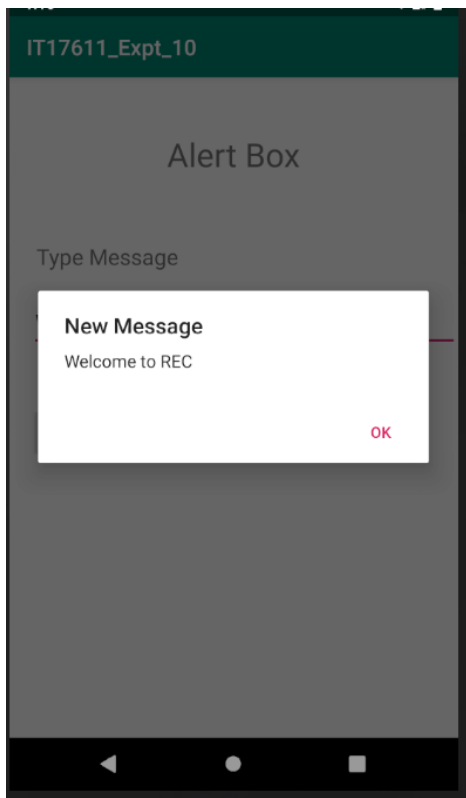 IT17611_Expt_10
Alert Box
Type Message
New Message
Welcome to REC
OK